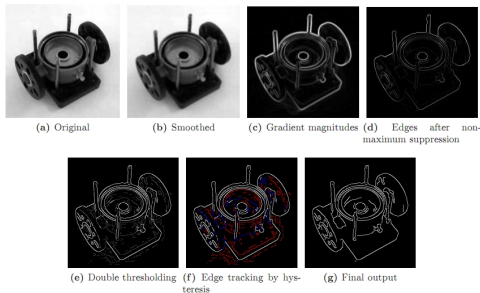 (a) Original
(b) Smoothed
(c) Gradient magnitudes
(d) Edges after non-
maximum suppression
(e) Double thresholding
(f) Edge tracking by hys-
teresis
(g) Final output